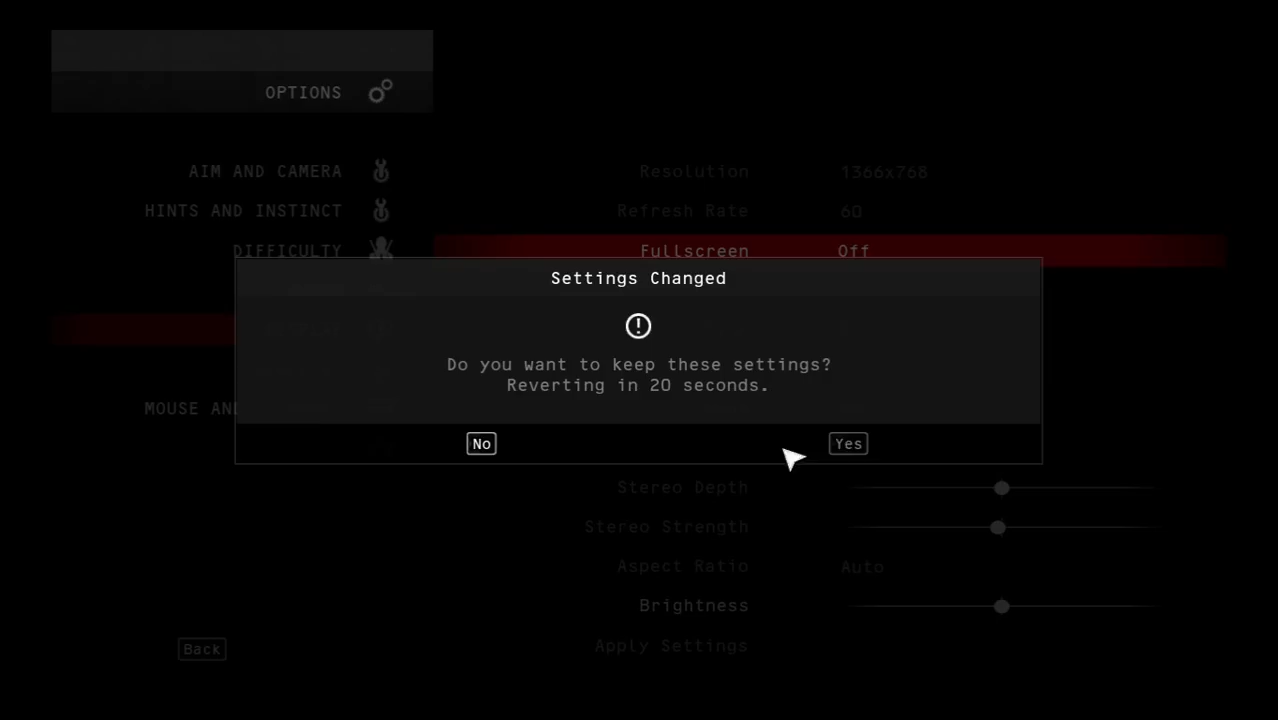 OPTIONS
AIM AND CAMERA
HINTS AND INSTINCT
DIFFICULTY
MOUSE AND
Resolution 1366x768
Refresh Rate 60
Fullscreen Off
Settings Changed
Do you want to keep these settings?
Reverting in 20 seconds.
No Yes
Stereo Depth
Stereo Strength
Aspect Ratio Auto
Brightness
Apply Settings
Back